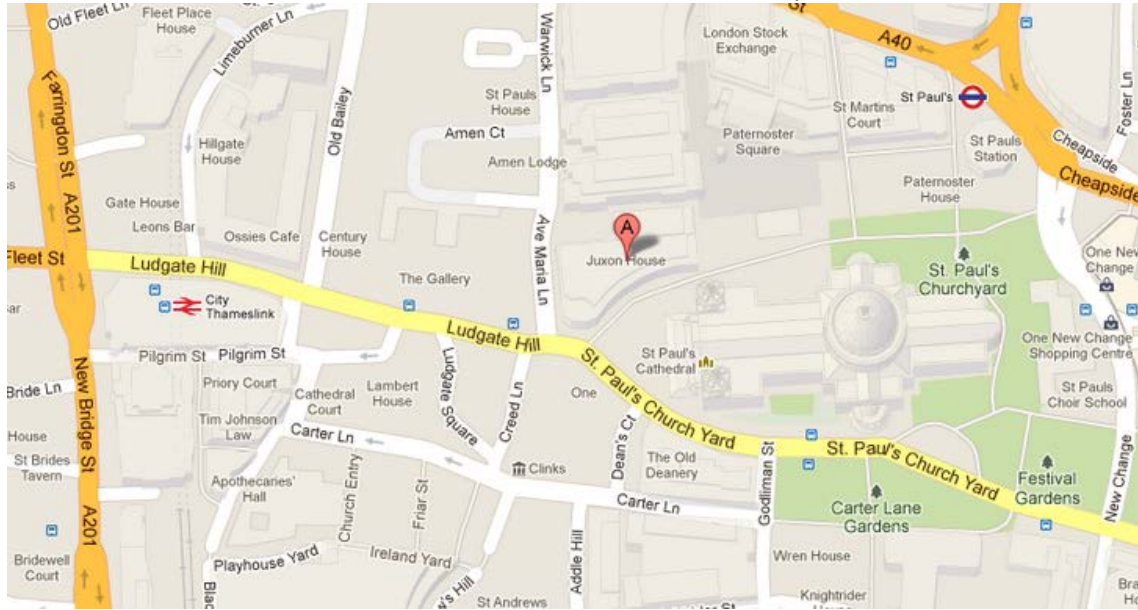 Old Fleet Ln
Fleet Place
House
Limeburner Ln
Warwick Ln
London Stock
Exchange
St
A40
Farringdon St
A201
Old Bailey
St Pauls
House
Amen Ct
Amen Lodge
St Paul's
St Martins
Court
Foster Ln
Hillgate
House
Paternoster
Square
St Pauls
Station
Cheapside
Cheapside
Gate House
Leons Bar
Ossies Cafe
Century
House
Ave Maria Ln
Paternoster
House
Fleet St
Ludgate Hill
The Gallery
A
Juxon House
St. Paul's
Churchyard
One New
Change
City
Thameslink
Ludgate Hill
St Paul's
Cathedral
One New Change
Shopping Centre
Pilgrim St
Pilgrim St
Bride Ln
Priory Court
Cathedral
Court
Lambert
House
Ludgate Square
Creed Ln
One
St. Paul's Church Yard
St Pauls
Choir School
New Bridge St
Tim Johnson
Law
Carter Ln
Dean's Ct
St. Paul's Church Yard
House
St Brides
Tavern
Clinks
The Old
Deanery
Godliman St
Festival
Gardens
New Change
Apothecaries'
Hall
Church Entry
Friar St
Carter Ln
Carter Lane
Gardens
A201
Bridewell
Court
Playhouse Yard
Ireland Yard
Addle Hill
Wren House
St Andrews
Knightrider